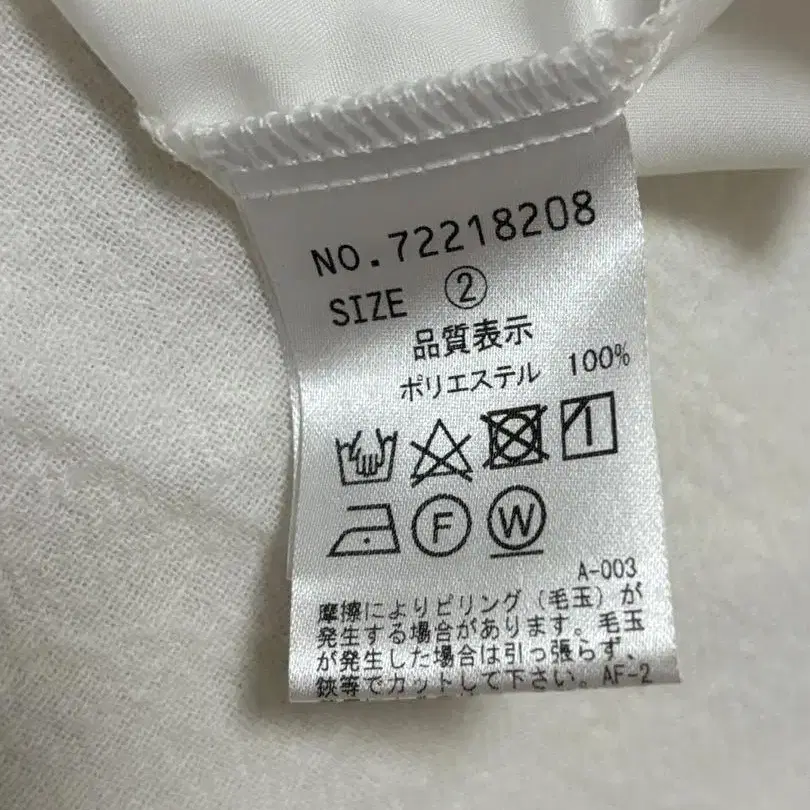 NO.72218208
SIZE ②
品質表示
ポリエステル 100%
F W
A-003
摩擦によりピリング(毛玉)が
発生する場合があります。毛玉
が発生した場合は引っ張らず、
鋏等でカットして下さい。AF-2